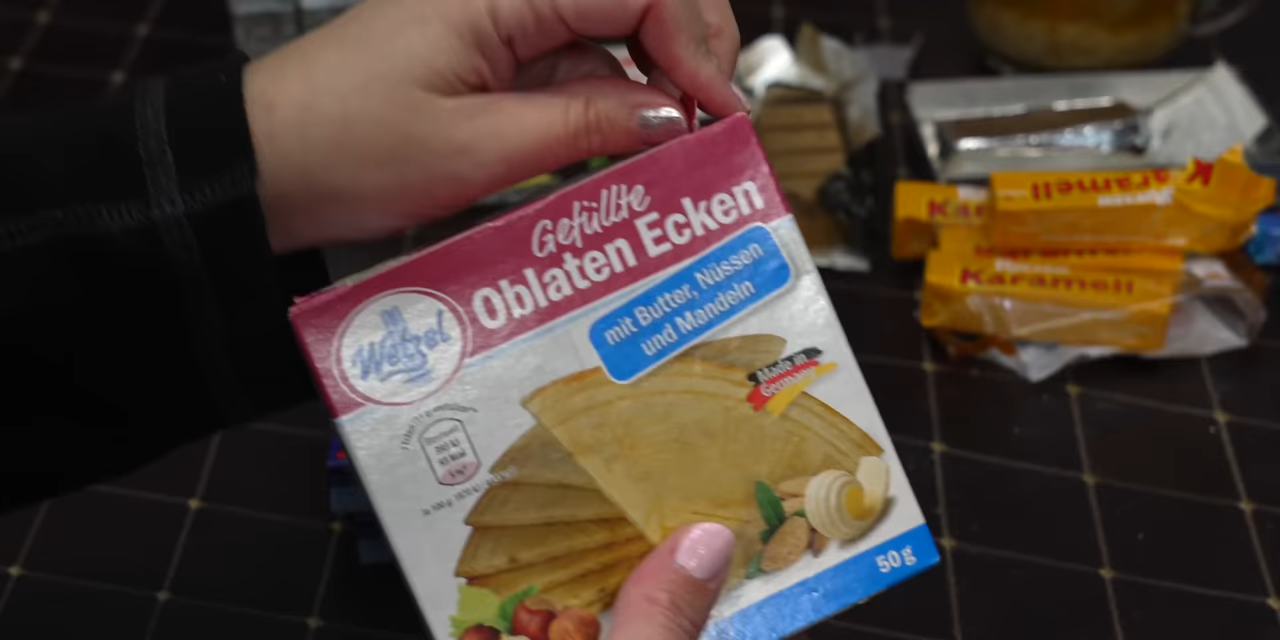 Gefüllte
Oblaten Ecken
mit Butter, Nüssen
und Mandeln
Wetzel
Made in
Germany
50g
Karamell
Karamell